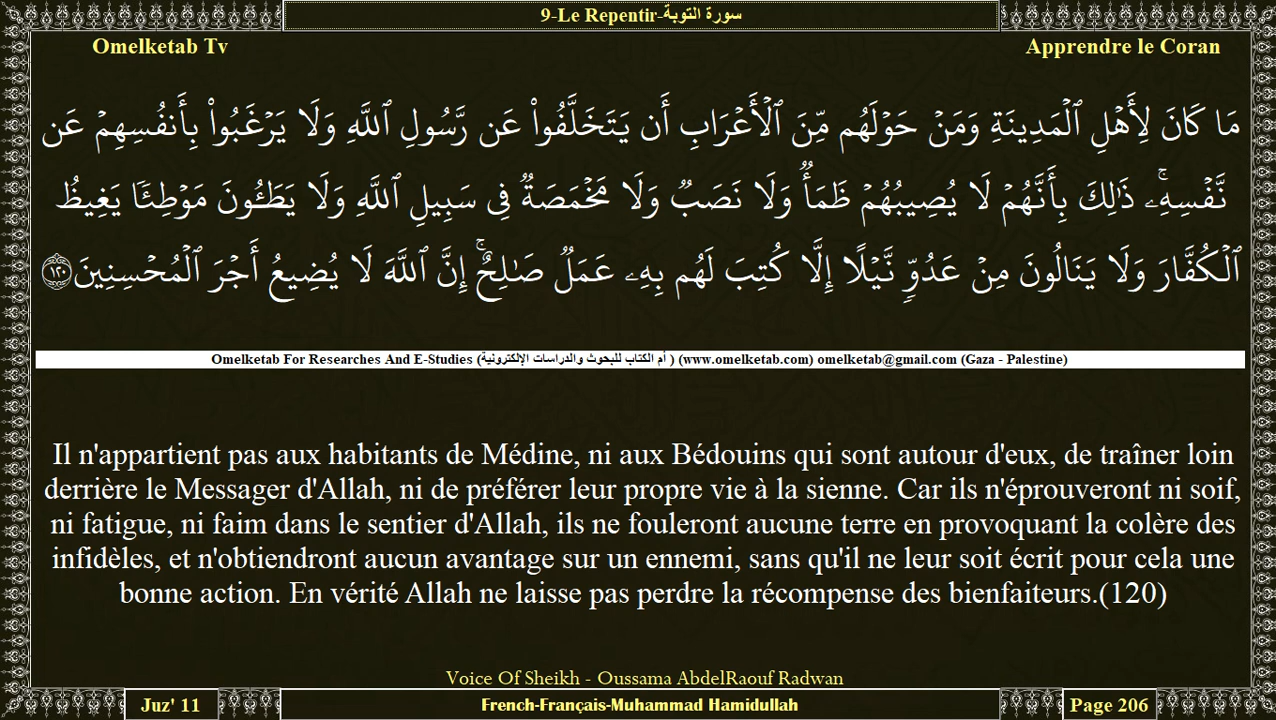 9-Le Repentir-سورة التوبة
Omelketab Tv
Apprendre le Coran
مَا كَانَ لِأَهۡلِ ٱلۡمَدِينَةِ وَمَنۡ حَوۡلَهُم مِّنَ ٱلۡأَعۡرَابِ أَن يَتَخَلَّفُواْ عَن رَّسُولِ ٱللَّهِ وَلَا يَرۡغَبُواْ بِأَنفُسِهِمۡ عَن
نَّفۡسِهِۦۚ ذَٰلِكَ بِأَنَّهُمۡ لَا يُصِيبُهُمۡ ظَمَأٞ وَلَا نَصَبٞ وَلَا مَخۡمَصَةٞ فِي سَبِيلِ ٱللَّهِ وَلَا يَطَـُٔونَ مَوۡطِئٗا يَغِيظُ
ٱلۡكُفَّارَ وَلَا يَنَالُونَ مِنۡ عَدُوّٖ نَّيۡلًا إِلَّا كُتِبَ لَهُم بِهِۦ عَمَلٞ صَٰلِحٌۚ إِنَّ ٱللَّهَ لَا يُضِيعُ أَجۡرَ ٱلۡمُحۡسِنِينَ ١٢٠
Omelketab For Researches And E-Studies (أم الكتاب للبحوث والدراسات الإلكترونية ) (www.omelketab.com) omelketab@gmail.com (Gaza - Palestine)
Il n'appartient pas aux habitants de Médine, ni aux Bédouins qui sont autour d'eux, de traîner loin
derrière le Messager d'Allah, ni de préférer leur propre vie à la sienne. Car ils n'éprouveront ni soif,
ni fatigue, ni faim dans le sentier d'Allah, ils ne fouleront aucune terre en provoquant la colère des
infidèles, et n'obtiendront aucun avantage sur un ennemi, sans qu'il ne leur soit écrit pour cela une
bonne action. En vérité Allah ne laisse pas perdre la récompense des bienfaiteurs.(120)
Voice Of Sheikh - Oussama AbdelRaouf Radwan
Juz' 11
French-Français-Muhammad Hamidullah
Page 206